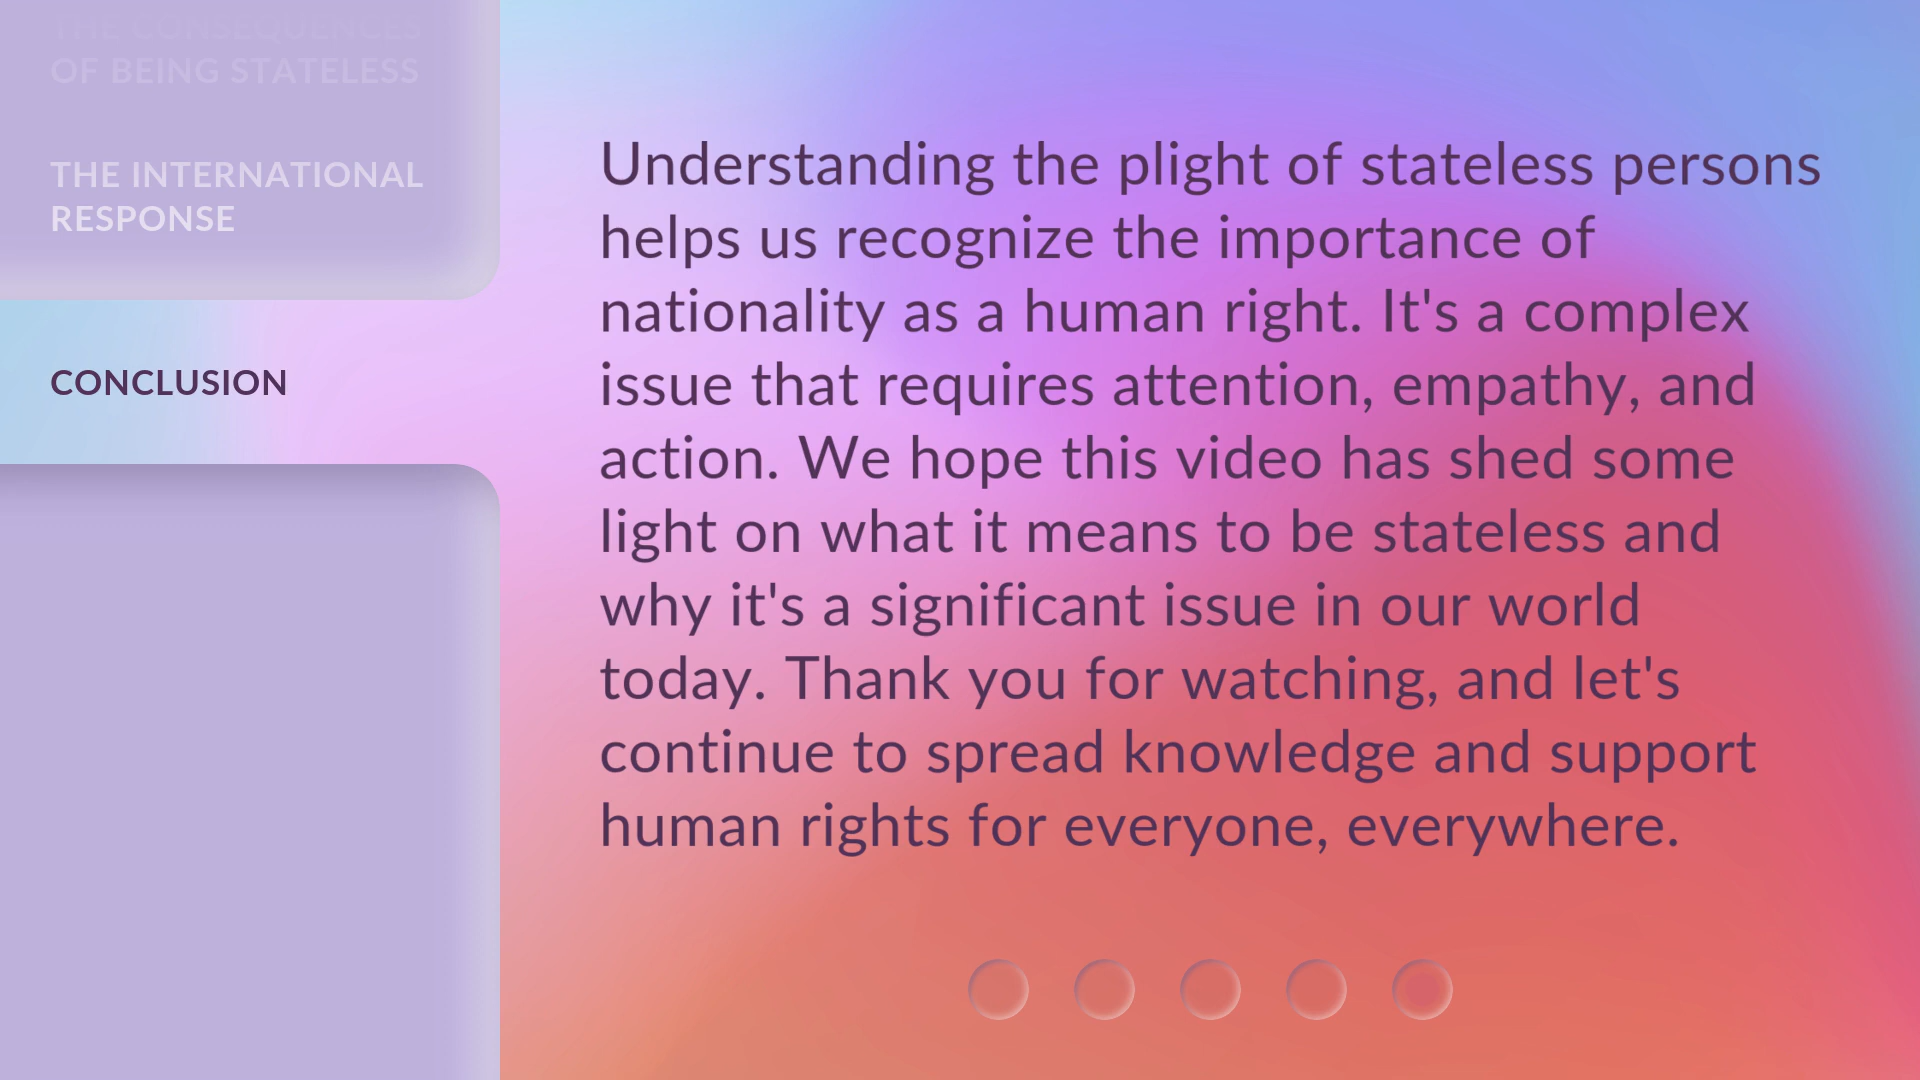 THE CONSEQUENCES
OF BEING STATELESS
THE INTERNATIONAL
RESPONSE
CONCLUSION
Understanding the plight of stateless persons
helps us recognize the importance of
nationality as a human right. It's a complex
issue that requires attention, empathy, and
action. We hope this video has shed some
light on what it means to be stateless and
why it's a significant issue in our world
today. Thank you for watching, and let's
continue to spread knowledge and support
human rights for everyone, everywhere.